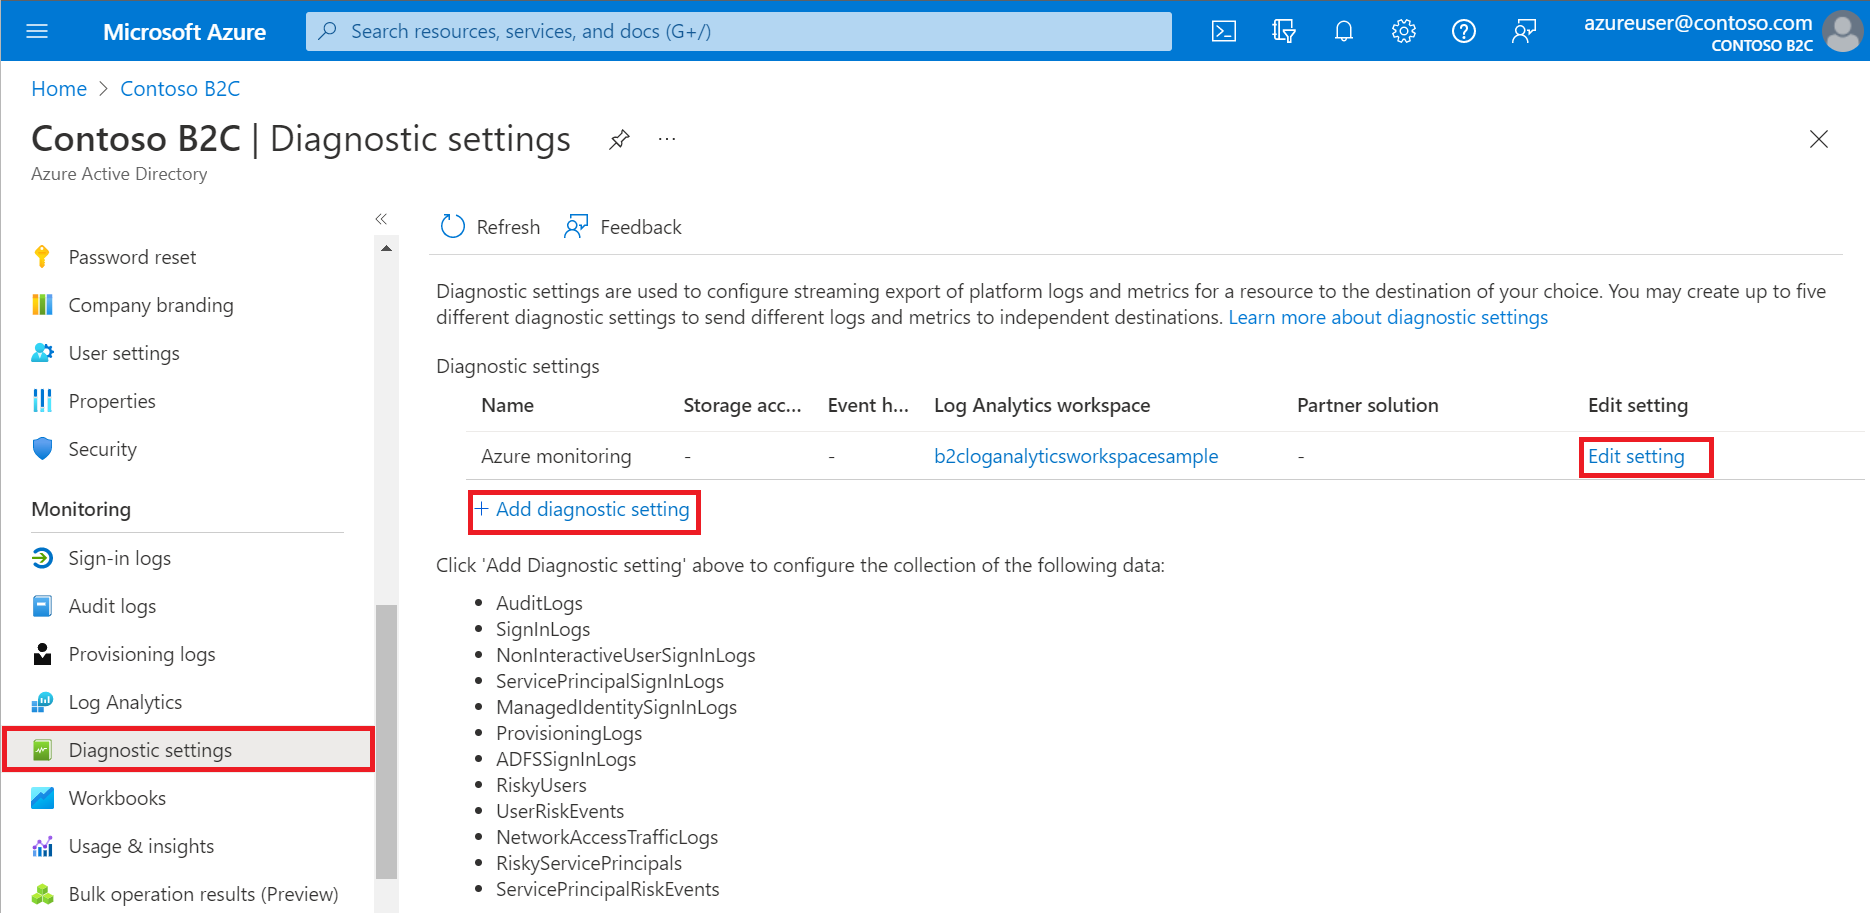 Microsoft Azure
Search resources, services, and docs (G+/)
azureuser@contoso.com
CONTOSO B2C
Home > Contoso B2C
Contoso B2C | Diagnostic settings
Azure Active Directory
Password reset
Company branding
User settings
Properties
Security
Monitoring
Sign-in logs
Audit logs
Provisioning logs
Log Analytics
Diagnostic settings
Workbooks
Usage & insights
Bulk operation results (Preview)
Refresh Feedback
Diagnostic settings are used to configure streaming export of platform logs and metrics for a resource to the destination of your choice. You may create up to five
different diagnostic settings to send different logs and metrics to independent destinations. Learn more about diagnostic settings
Diagnostic settings
Name Storage acc... Event h... Log Analytics workspace Partner solution Edit setting
Azure monitoring - - b2cloganalyticsworkspacesample - Edit setting
+ Add diagnostic setting
Click 'Add Diagnostic setting' above to configure the collection of the following data:
• AuditLogs
• SignInLogs
• NonInteractiveUserSignInLogs
• ServicePrincipalSignInLogs
• ManagedIdentitySignInLogs
• ProvisioningLogs
• ADFSSignInLogs
• RiskyUsers
• UserRiskEvents
• NetworkAccessTrafficLogs
• RiskyServicePrincipals
• ServicePrincipalRiskEvents